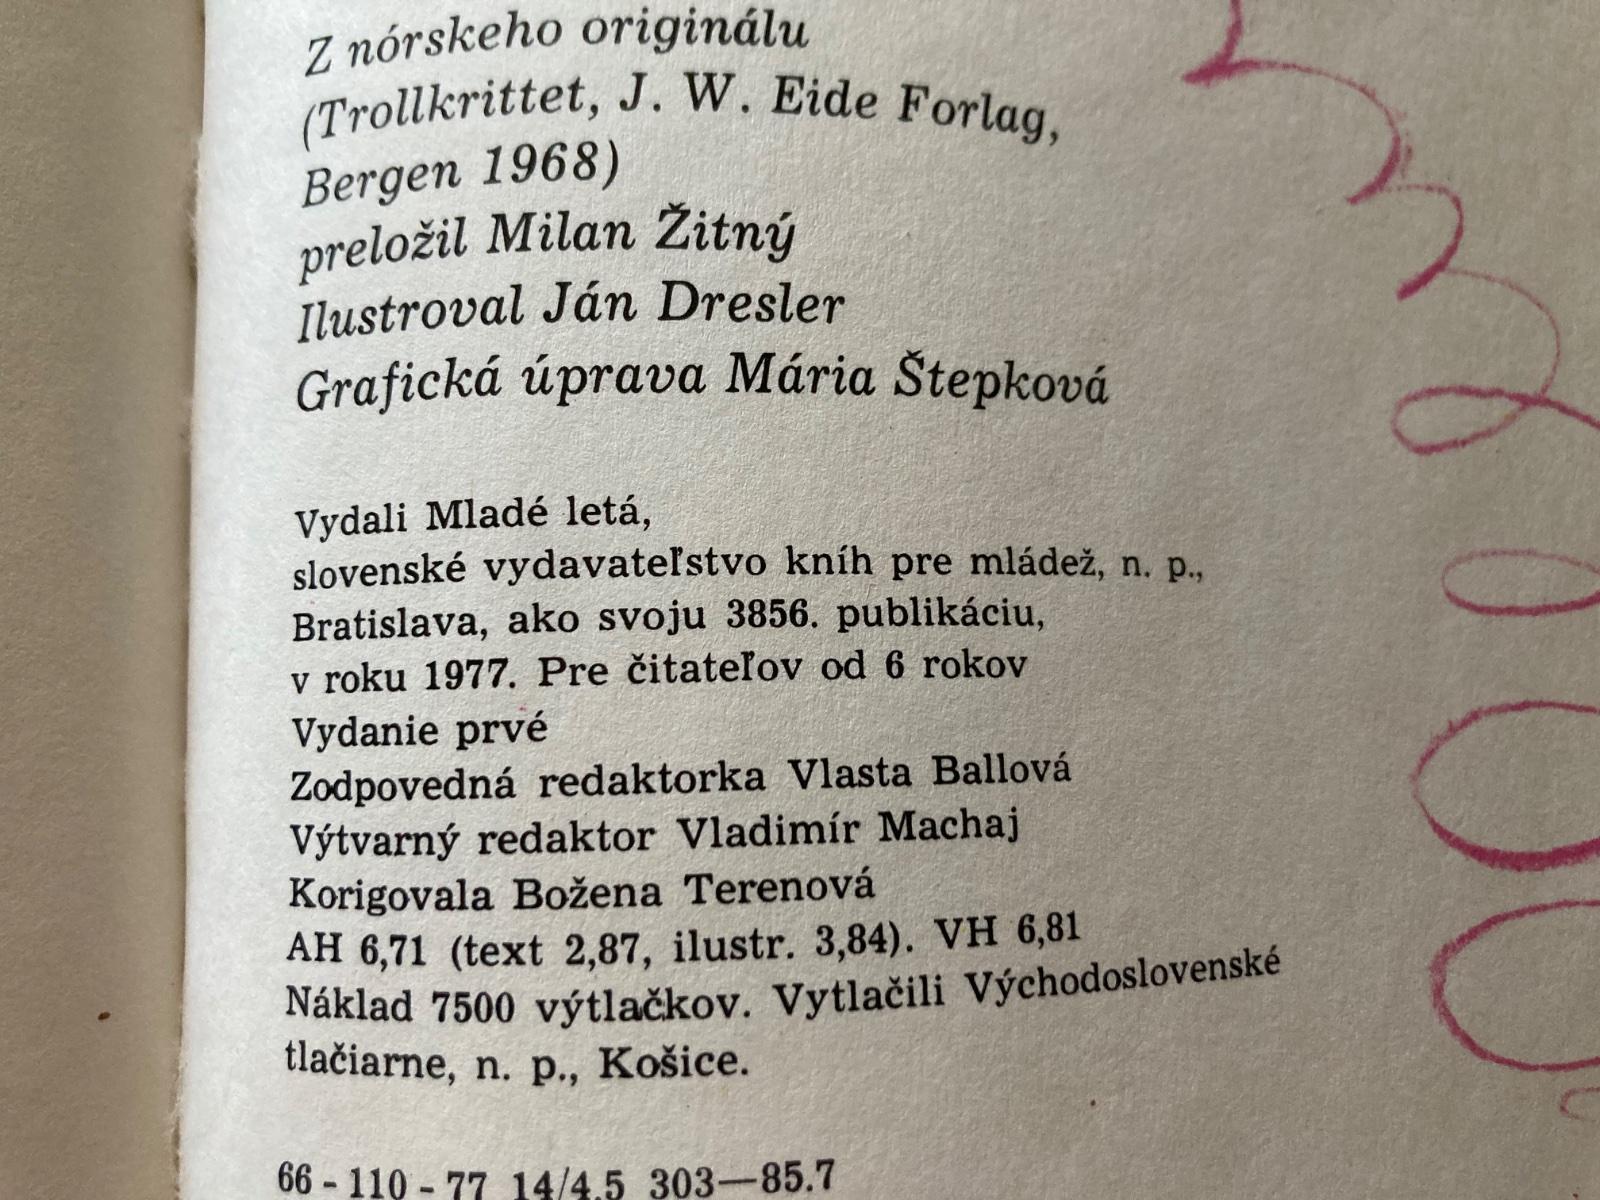 Z nórskeho originálu
(Trollkrittet, J. W. Eide Forlag,
Bergen 1968)
preložil Milan Žitný
Ilustroval Ján Dresler
Grafická úprava Mária Štepková
Vydali Mladé letá,
slovenské vydavateľstvo kníh pre mládež, n. p.,
Bratislava, ako svoju 3856. publikáciu,
v roku 1977. Pre čitateľov od 6 rokov
Vydanie prvé
Zodpovedná redaktorka Vlasta Ballová
Výtvarný redaktor Vladimír Machaj
Korigovala Božena Terenová
AH 6,71 (text 2,87, ilustr. 3,84). VH 6,81
Náklad 7500 výtlačkov. Vytlačili Východoslovenské
tlačiarne, n. p., Košice.
66 - 110 - 77 14/4,5 303—85.7